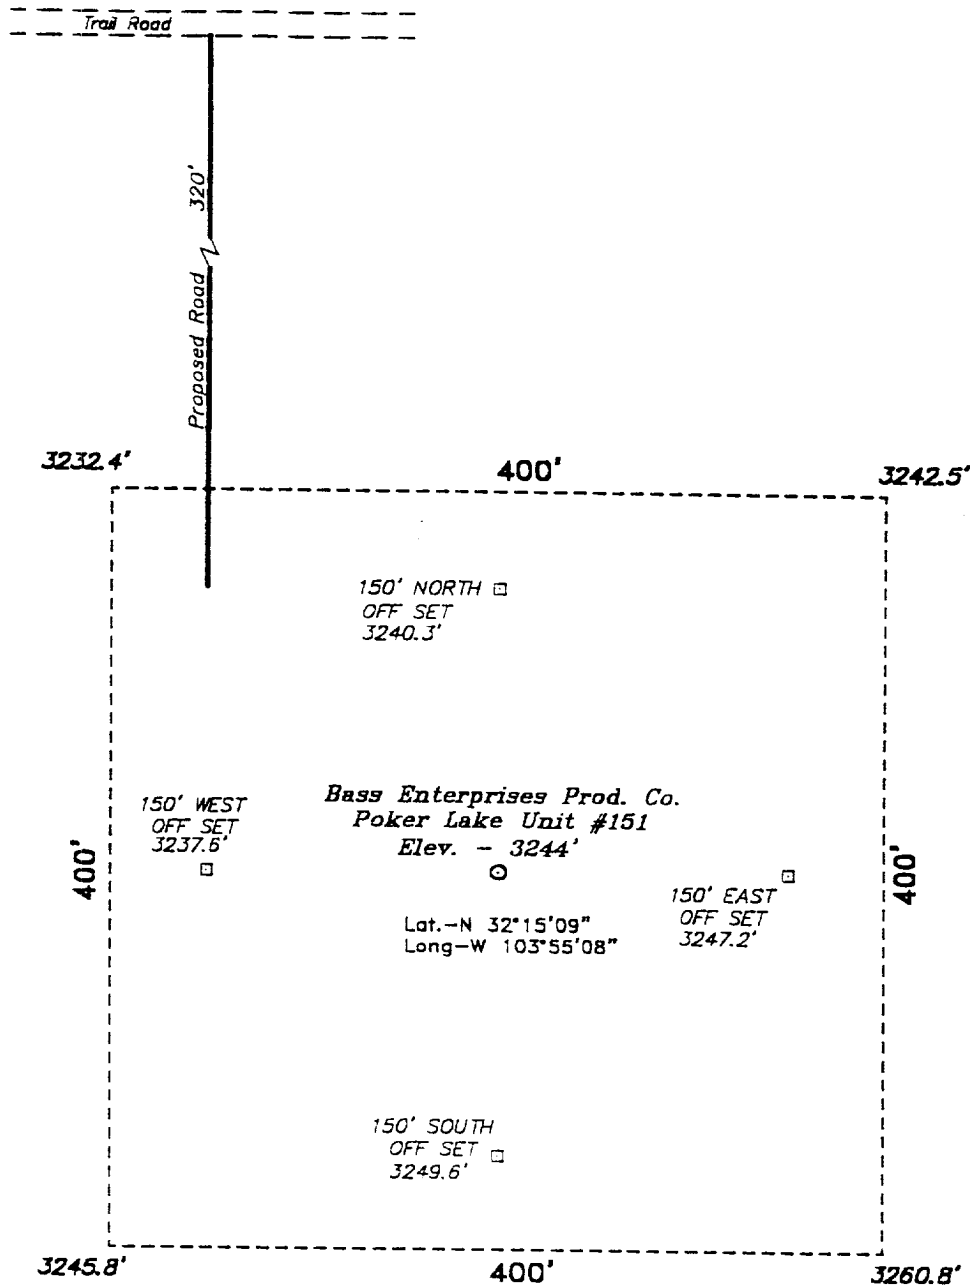 Trail Road
320'
Proposed Road
3232.4'
400'
3242.5'
150' NORTH
OFF SET
3240.3'
150' WEST
OFF SET
3237.6'
Bass Enterprises Prod. Co.
Poker Lake Unit #151
Elev. - 3244'
400'
400'
150' EAST
OFF SET
3247.2'
Lat.-N 32°15'09"
Long-W 103°55'08"
150' SOUTH
OFF SET
3249.6'
3245.8'
400'
3260.8'